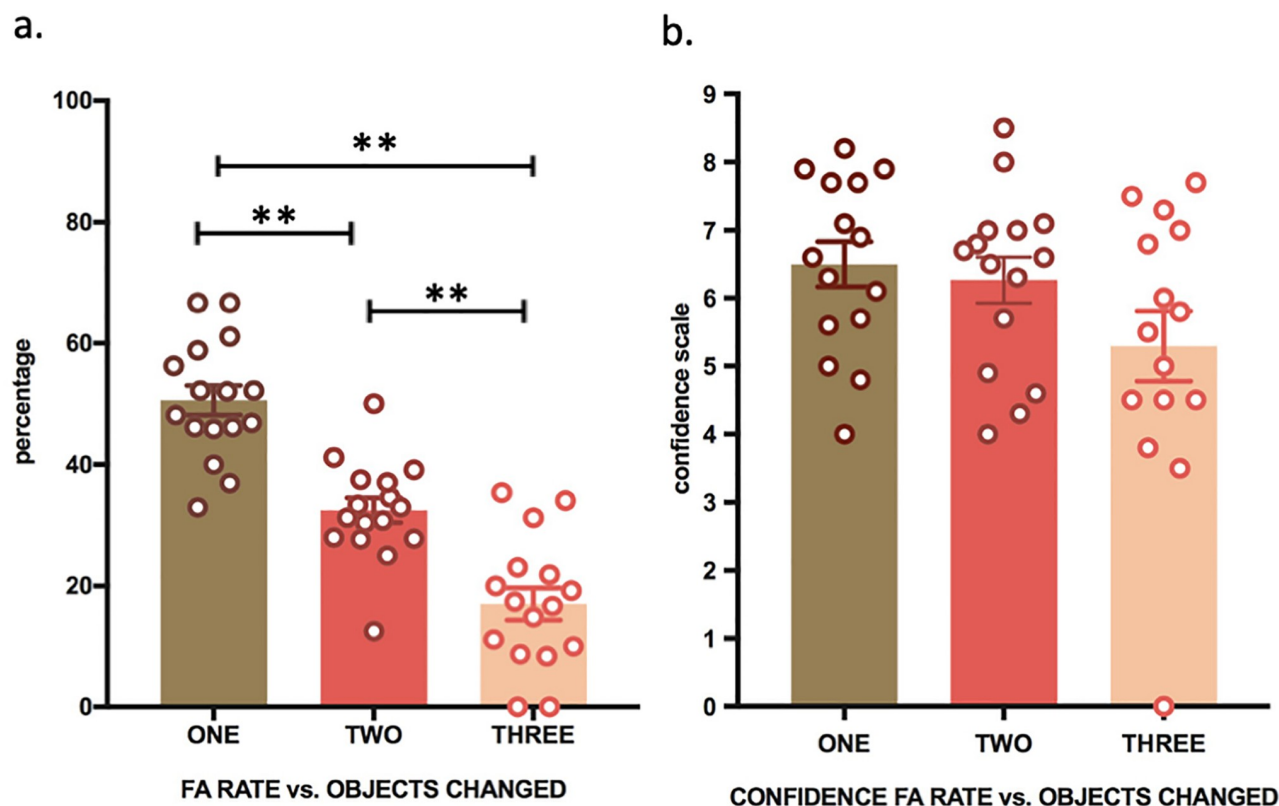 a.
100
80
60
40
20
0
percentage
**
**
**
ONE TWO THREE
FA RATE vs. OBJECTS CHANGED
b.
9
8
7
6
5
4
3
2
1
0
confidence scale
ONE TWO THREE
CONFIDENCE FA RATE vs. OBJECTS CHANGED